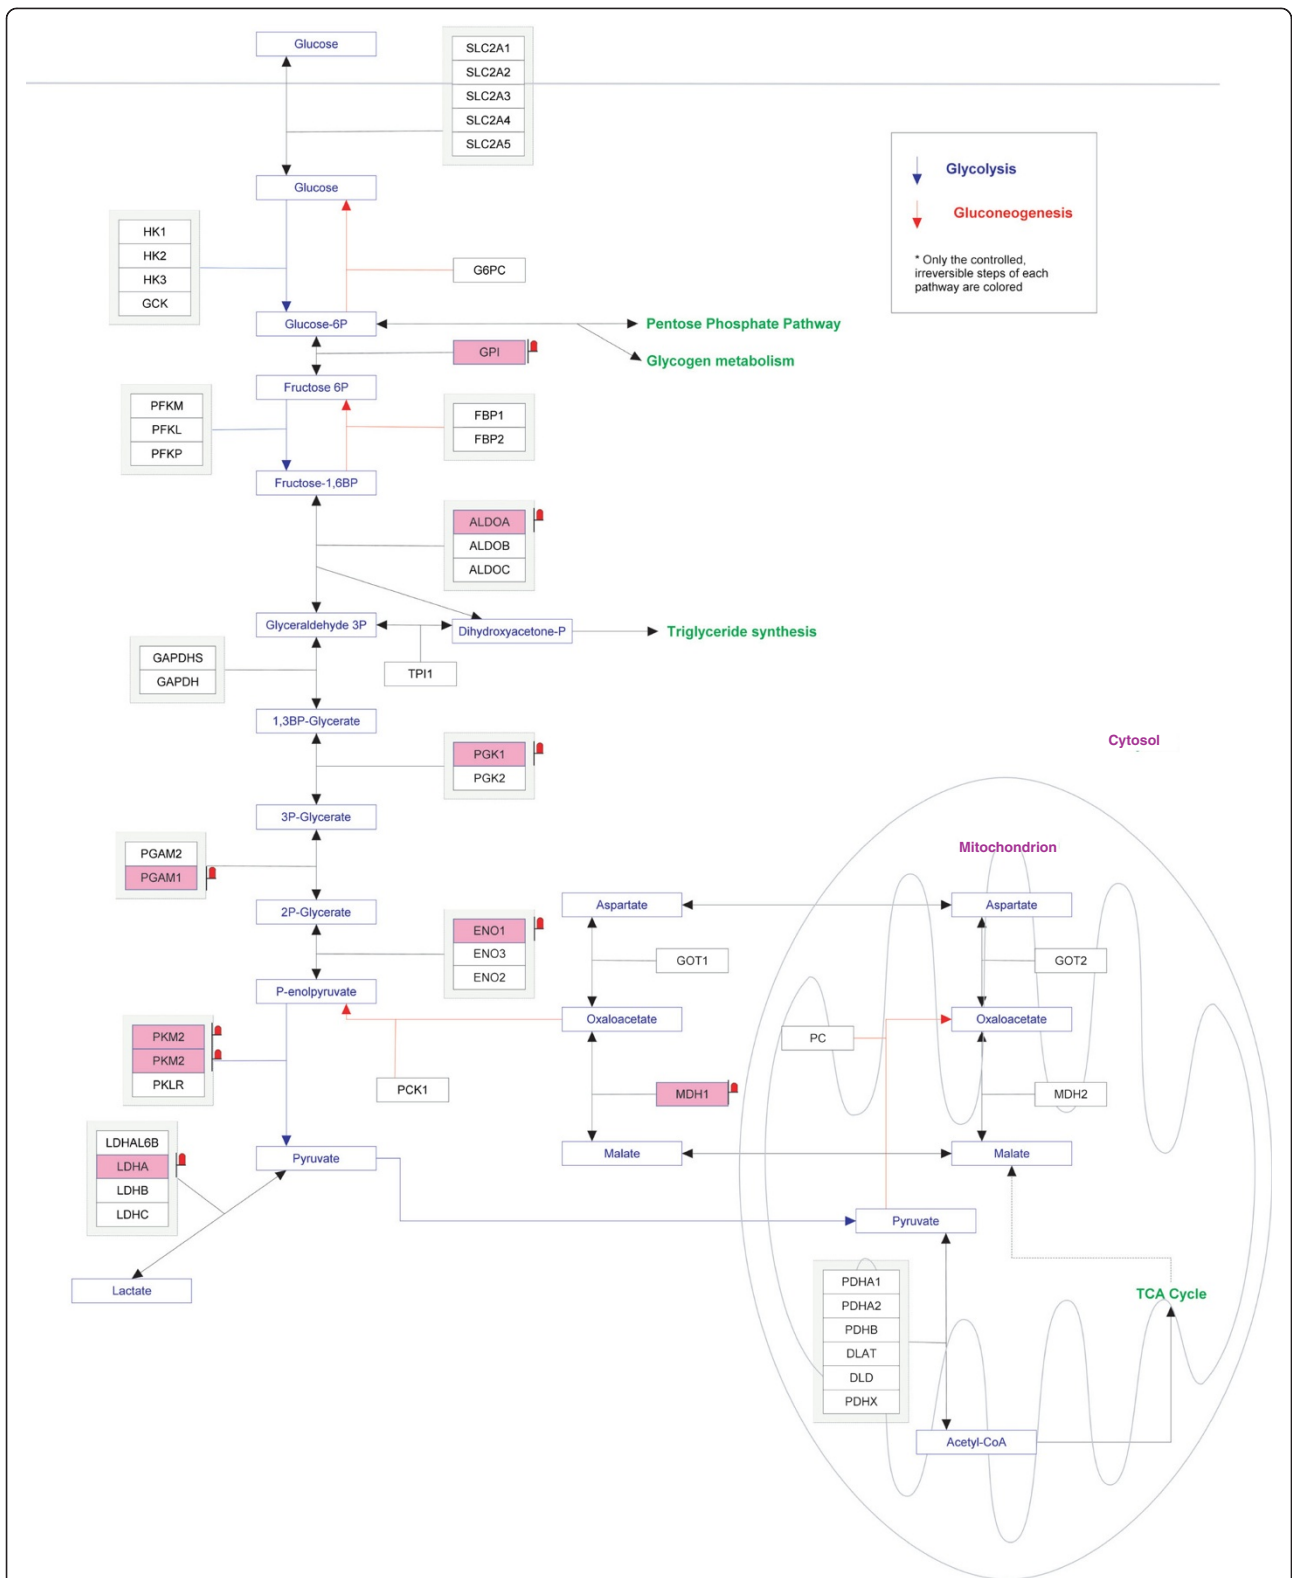 Glucose
SLC2A1
SLC2A2
SLC2A3
SLC2A4
SLC2A5
Glycolysis
Gluconeogenesis
* Only the controlled,
irreversible steps of each
pathway are colored
Glucose
HK1
HK2
HK3
GCK
G6PC
Glucose-6P
Pentose Phosphate Pathway
GPI
Glycogen metabolism
Fructose 6P
PFKM
PFKL
PFKP
FBP1
FBP2
Fructose-1,6BP
ALDOA
ALDOB
ALDOC
Glyceraldehyde 3P
Dihydroxyacetone-P
Triglyceride synthesis
GAPDHS
GAPDH
TPI1
1,3BP-Glycerate
PGK1
PGK2
Cytosol
3P-Glycerate
PGAM2
PGAM1
Mitochondrion
2P-Glycerate
Aspartate
Aspartate
ENO1
ENO3
ENO2
GOT1
GOT2
P-enolpyruvate
Oxaloacetate
Oxaloacetate
PKM2
PKM2
PKLR
PC
PCK1
MDH1
MDH2
LDHAL6B
LDHA
LDHB
LDHC
Pyruvate
Malate
Malate
Pyruvate
Lactate
PDHA1
PDHA2
PDHB
DLAT
DLD
PDHX
TCA Cycle
Acetyl-CoA